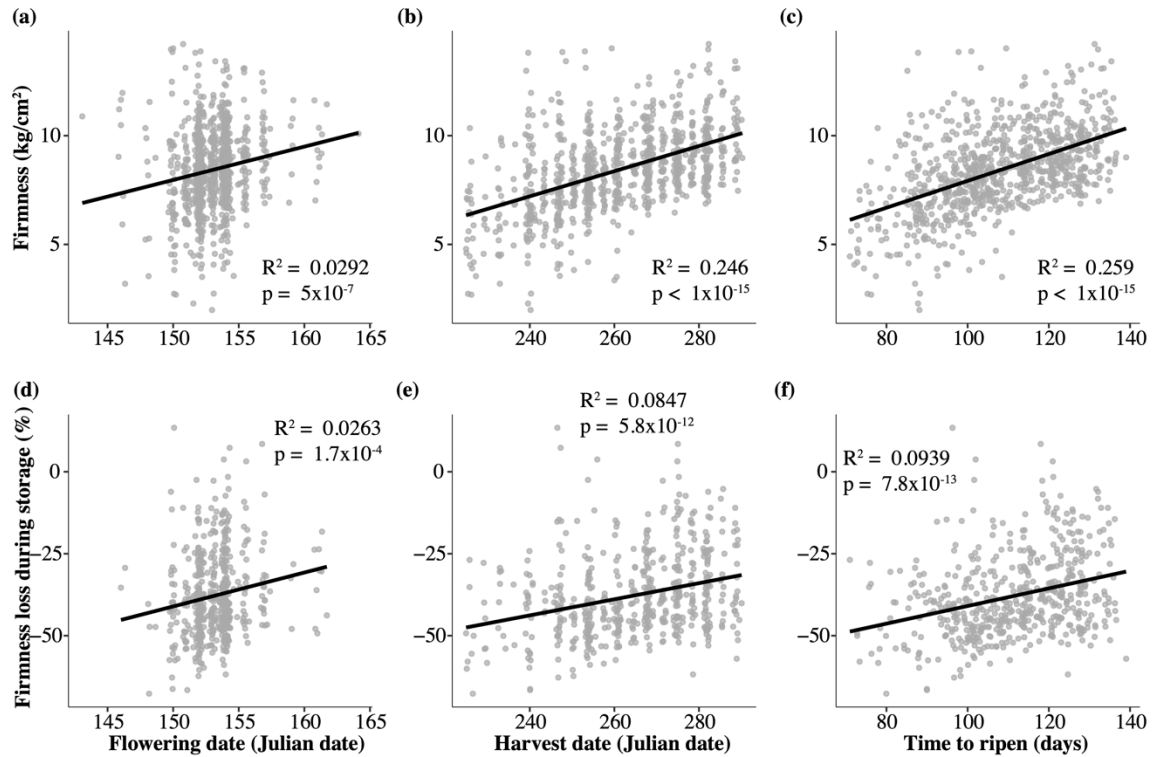 (a)
(b)
(c)
Firmness (kg/cm²)
10
5
R² = 0.0292
p = 5x10⁻⁷
145 150 155 160 165
10
5
R² = 0.246
p < 1x10⁻¹⁵
240 260 280
10
5
R² = 0.259
p < 1x10⁻¹⁵
80 100 120 140
(d)
(e)
(f)
Firmness loss during storage (%)
0
−25
−50
R² = 0.0263
p = 1.7x10⁻⁴
145 150 155 160 165
Flowering date (Julian date)
0
−25
−50
R² = 0.0847
p = 5.8x10⁻¹²
240 260 280
Harvest date (Julian date)
0
−25
−50
R² = 0.0939
p = 7.8x10⁻¹³
80 100 120 140
Time to ripen (days)